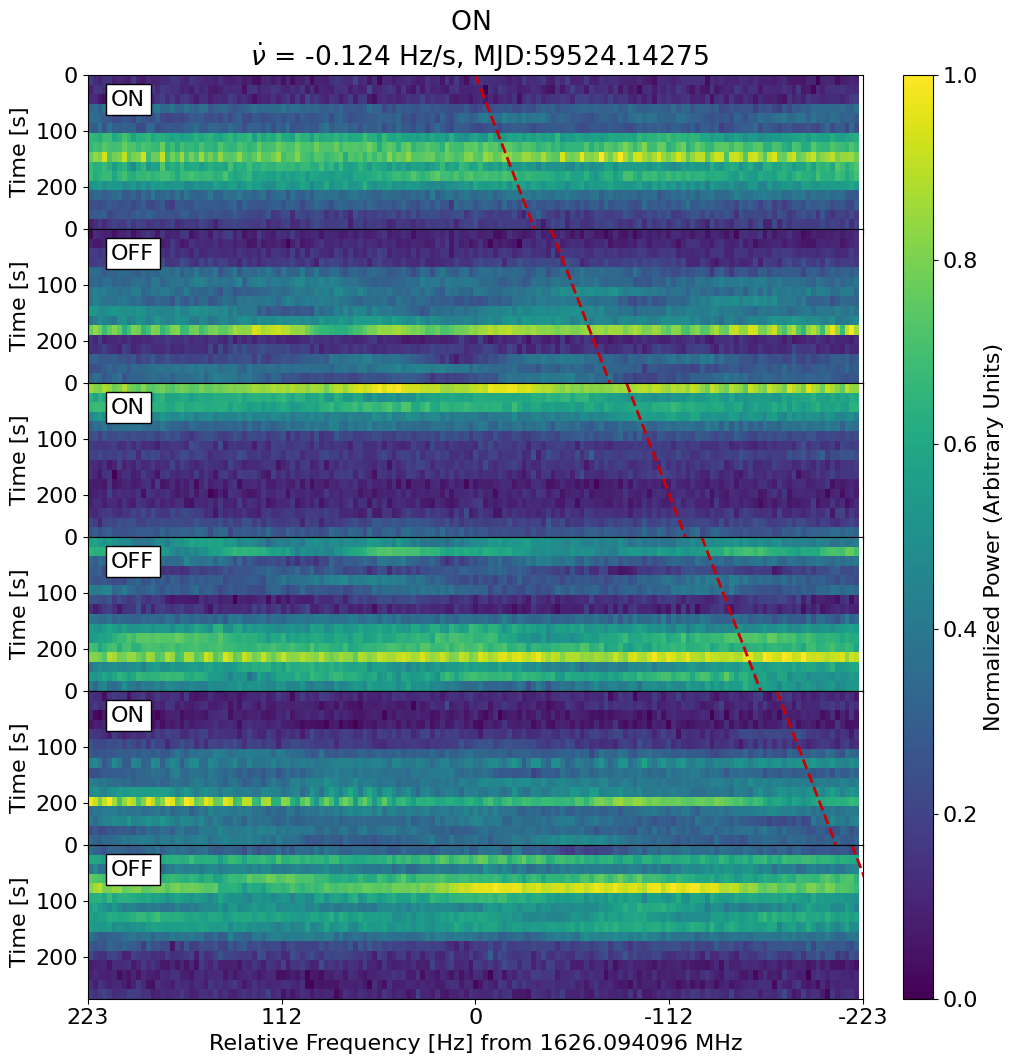 ON
ν̇ = -0.124 Hz/s, MJD:59524.14275
0
ON
Time [s]
100
200
0
OFF
Time [s]
100
200
0
ON
Time [s]
100
200
0
OFF
Time [s]
100
200
0
ON
Time [s]
100
200
0
OFF
Time [s]
100
200
223 112 0 -112 -223
Relative Frequency [Hz] from 1626.094096 MHz
1.0
0.8
0.6
0.4
0.2
0.0
Normalized Power (Arbitrary Units)